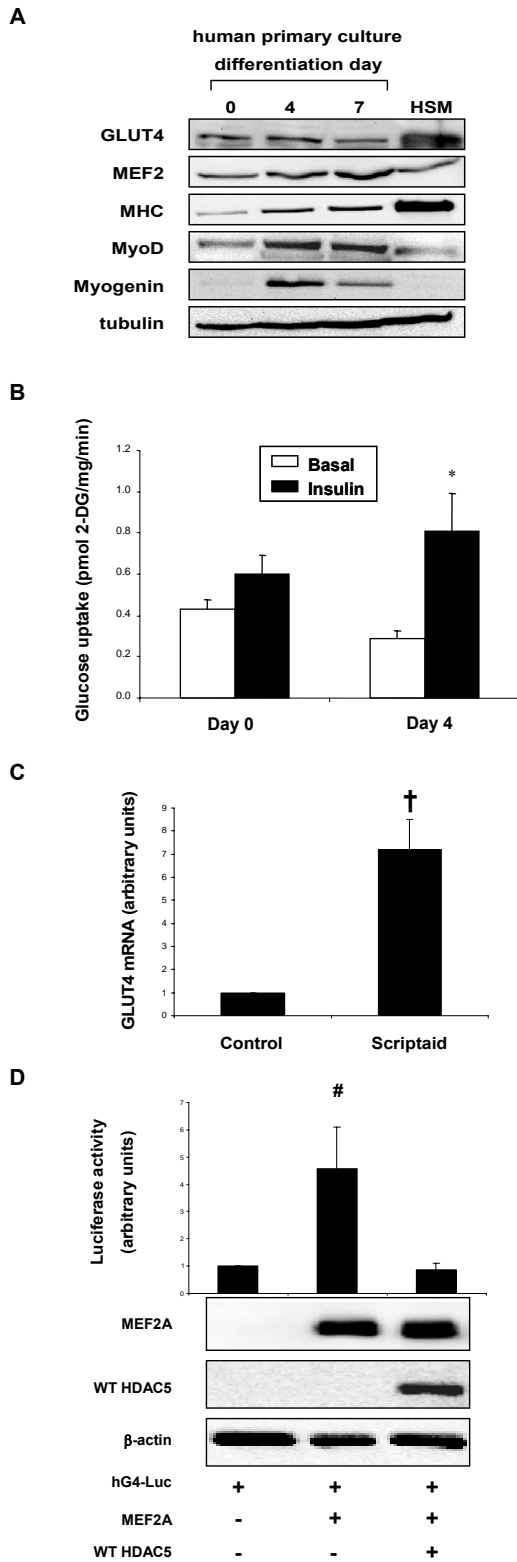 A
human primary culture
differentiation day
0 4 7 HSM
GLUT4
MEF2
MHC
MyoD
Myogenin
tubulin
B
Glucose uptake (pmol 2-DG/mg/min)
1.2
1.0
0.8
0.6
0.4
0.2
0.0
Basal
Insulin
*
Day 0 Day 4
C
GLUT4 mRNA (arbitrary units)
9
8
7
6
5
4
3
2
1
0
†
Control Scriptaid
D
Luciferase activity
(arbitrary units)
7
6
5
4
3
2
1
0
#
MEF2A
WT HDAC5
β-actin
hG4-Luc + + +
MEF2A - + +
WT HDAC5 - - +